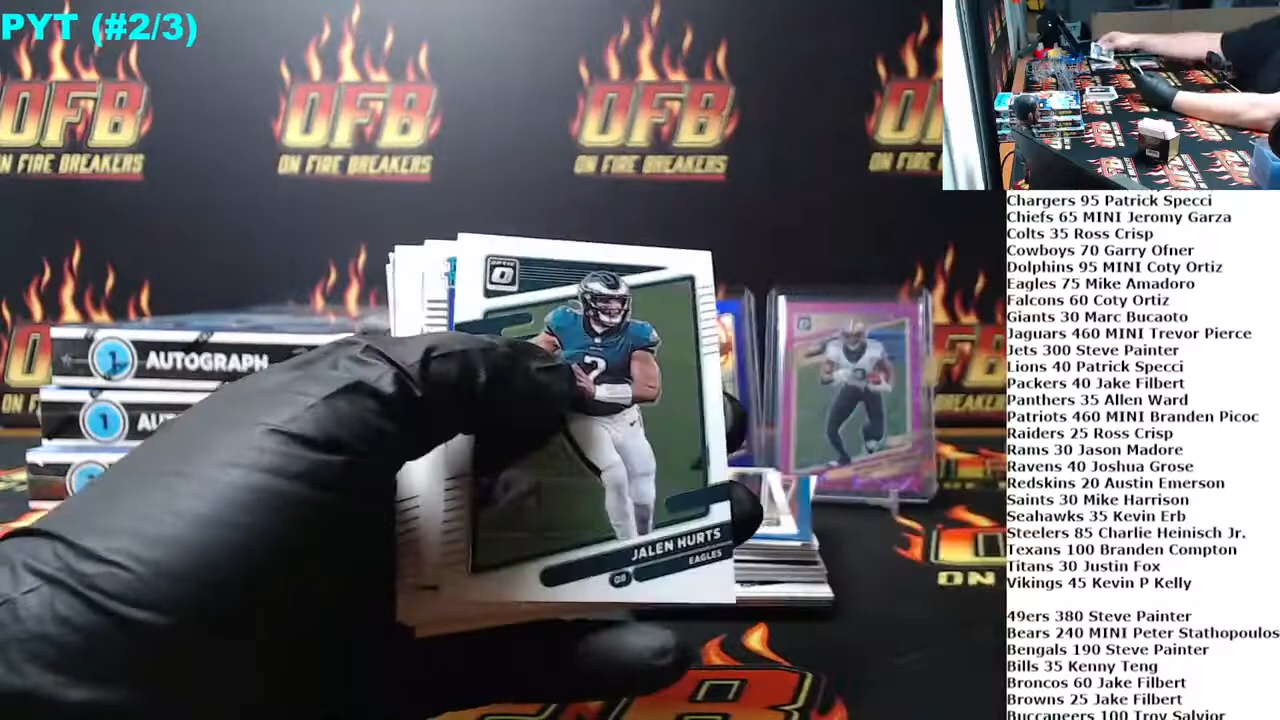 PYT (#2/3)
OFB
N FIRE BREAKERS
OFB
ON FIRE BREAKERS
OFB
ON FIRE BREAKERS
ON FIRE
BREAKERS
1 AUTOGRAPH
1
OPTIC
2
JALEN HURTS
EAGLES
QB
ON
Chargers 95 Patrick Specci
Chiefs 65 MINI Jeromy Garza
Colts 35 Ross Crisp
Cowboys 70 Garry Ofner
Dolphins 95 MINI Coty Ortiz
Eagles 75 Mike Amadoro
Falcons 60 Coty Ortiz
Giants 30 Marc Bucaoto
Jaguars 460 MINI Trevor Pierce
Jets 300 Steve Painter
Lions 40 Patrick Specci
Packers 40 Jake Filbert
Panthers 35 Allen Ward
Patriots 460 MINI Branden Picoc
Raiders 25 Ross Crisp
Rams 30 Jason Madore
Ravens 40 Joshua Grose
Redskins 20 Austin Emerson
Saints 30 Mike Harrison
Seahawks 35 Kevin Erb
Steelers 85 Charlie Heinisch Jr.
Texans 100 Branden Compton
Titans 30 Justin Fox
Vikings 45 Kevin P Kelly
49ers 380 Steve Painter
Bears 240 MINI Peter Stathopoulos
Bengals 190 Steve Painter
Bills 35 Kenny Teng
Broncos 60 Jake Filbert
Browns 25 Jake Filbert
Buccaneers 100 Troy Salvior